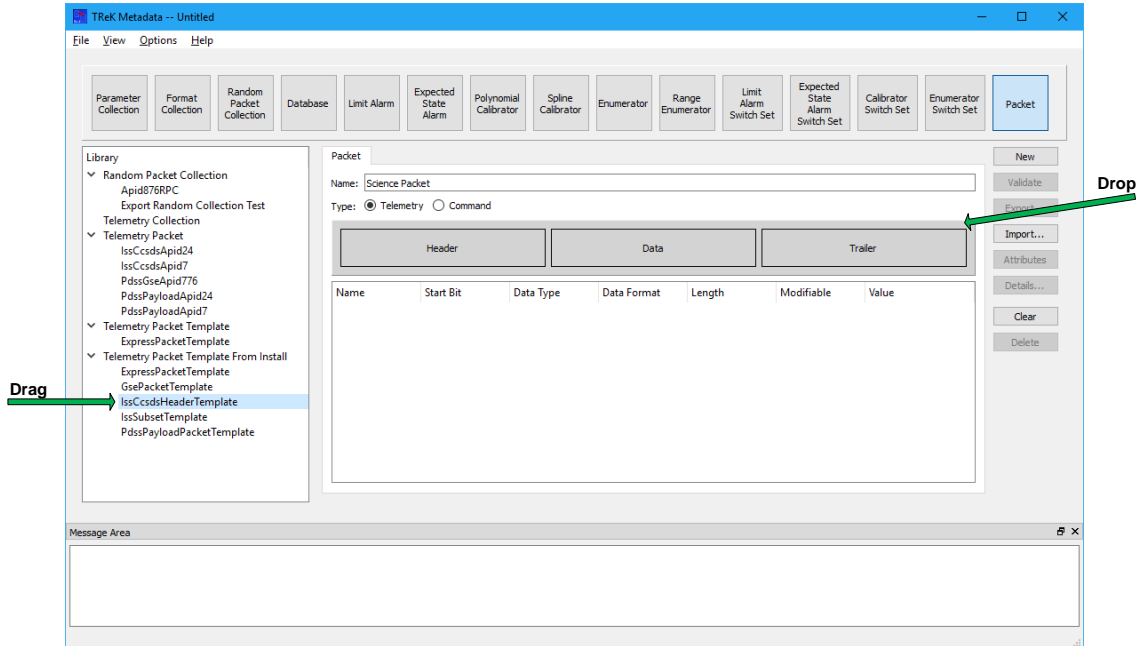 TReK Metadata -- Untitled
File View Options Help
Parameter
Collection
Format
Collection
Random
Packet
Collection
Database
Limit Alarm
Expected
State
Alarm
Polynomial
Calibrator
Spline
Calibrator
Enumerator
Range
Enumerator
Limit
Alarm
Switch Set
Expected
State
Alarm
Switch Set
Calibrator
Switch Set
Enumerator
Switch Set
Packet
Library
Random Packet Collection
Apid876RPC
Export Random Collection Test
Telemetry Collection
Telemetry Packet
IssCcsdsApid24
IssCcsdsApid7
PdssGseApid776
PdssPayloadApid24
PdssPayloadApid7
Telemetry Packet Template
ExpressPacketTemplate
Telemetry Packet Template From Install
ExpressPacketTemplate
GsePacketTemplate
IssCcsdsHeaderTemplate
IssSubsetTemplate
PdssPayloadPacketTemplate
Drag
Packet
Name: Science Packet
Type: Telemetry Command
Header Data Trailer
Name Start Bit Data Type Data Format Length Modifiable Value
New
Validate
Export...
Import...
Attributes
Details...
Clear
Delete
Drop
Message Area